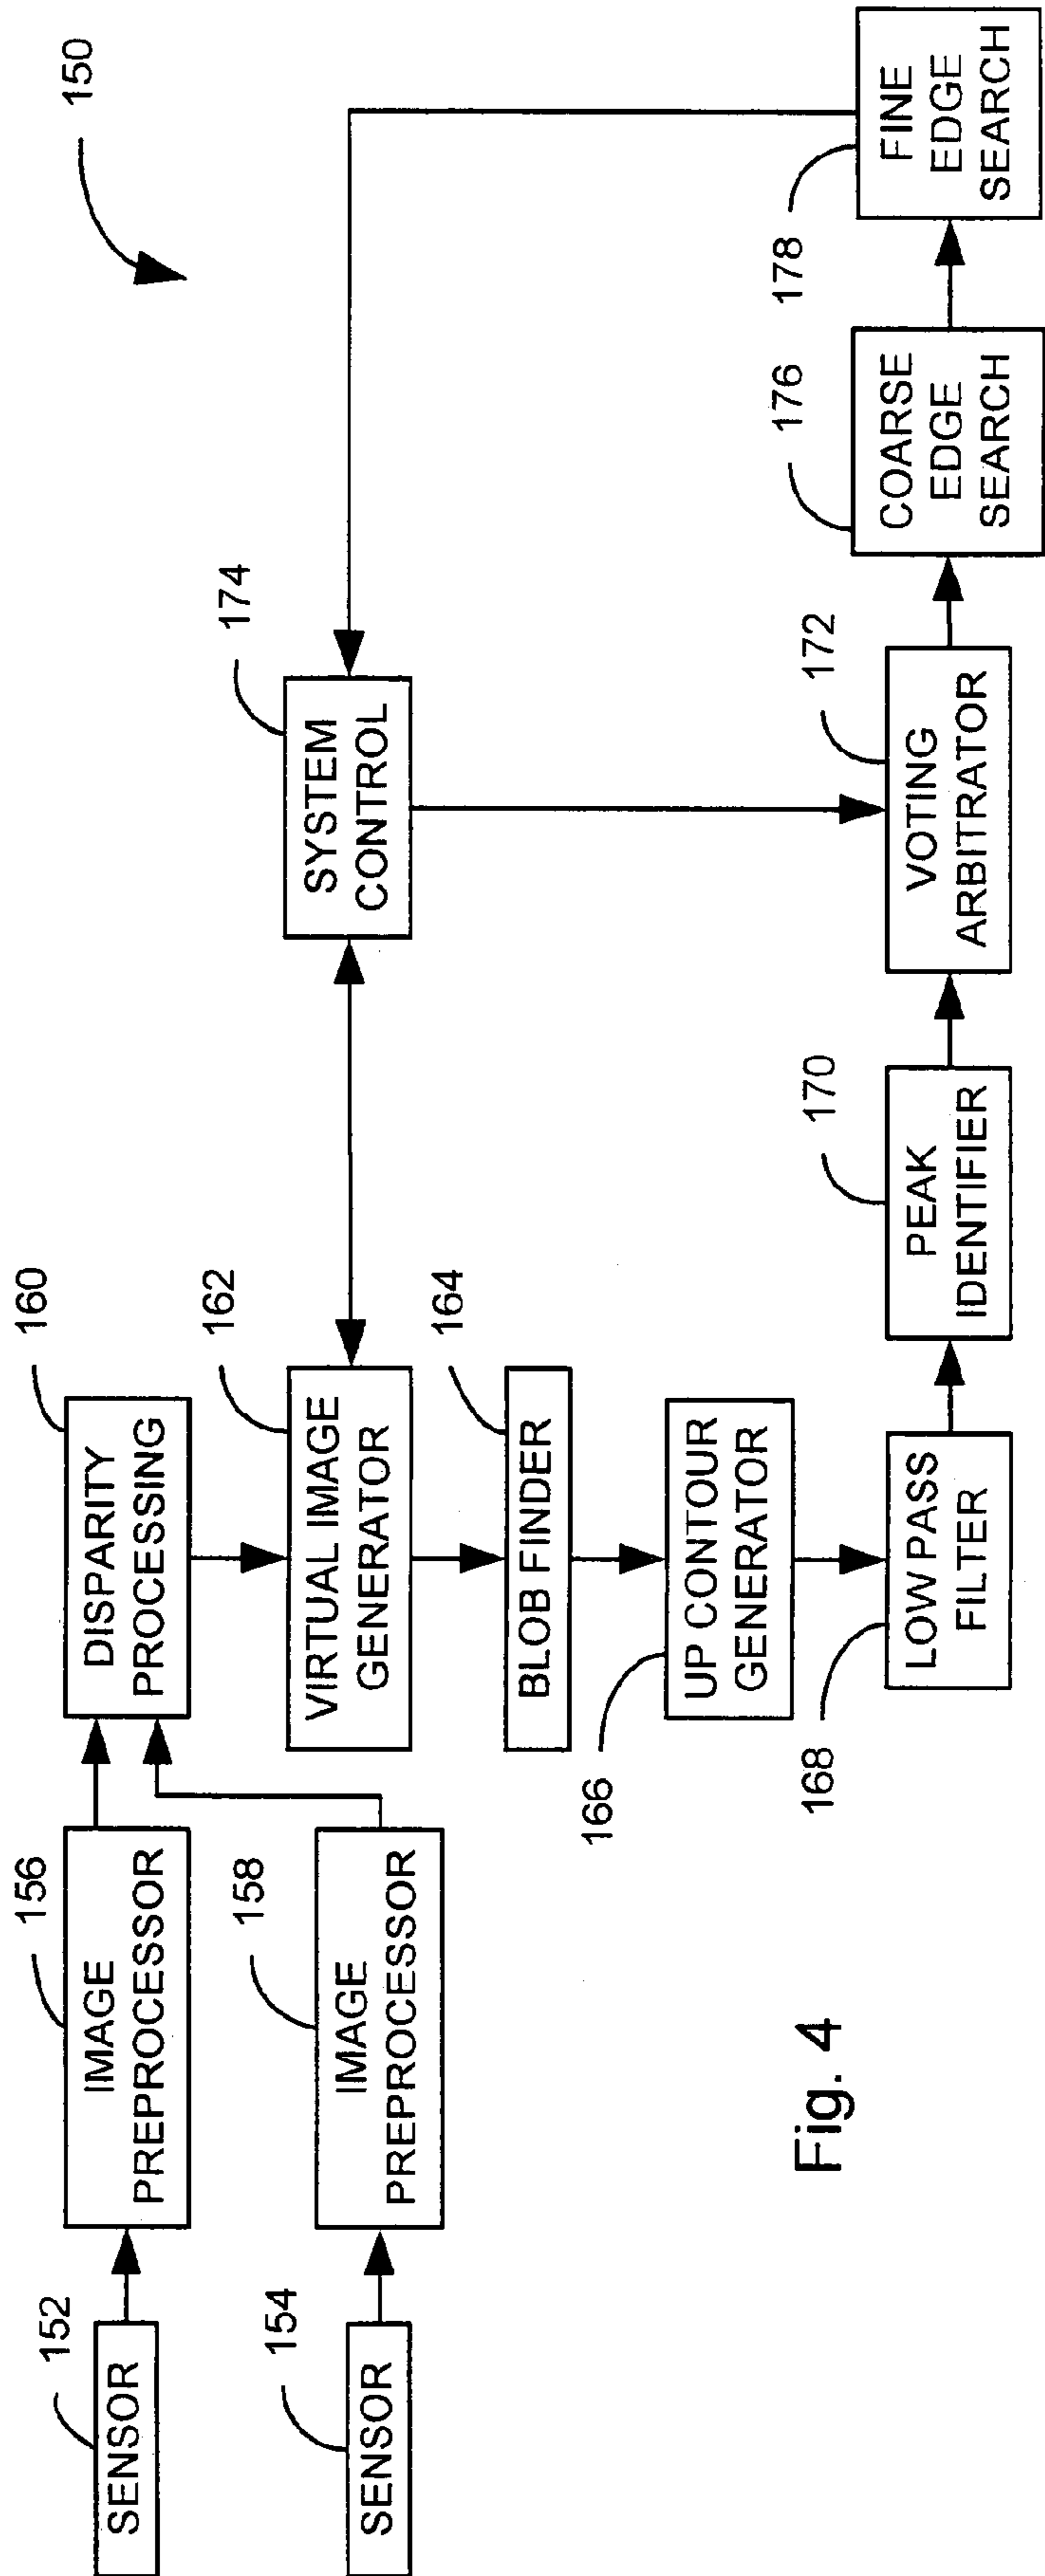 150
152
SENSOR
156
IMAGE
PREPROCESSOR
160
DISPARITY
PROCESSING
154
SENSOR
158
IMAGE
PREPROCESSOR
162
VIRTUAL IMAGE
GENERATOR
174
SYSTEM
CONTROL
164
BLOB FINDER
166
UP CONTOUR
GENERATOR
168
LOW PASS
FILTER
170
PEAK
IDENTIFIER
172
VOTING
ARBITRATOR
176
COARSE
EDGE
SEARCH
178
FINE
EDGE
SEARCH
Fig. 4